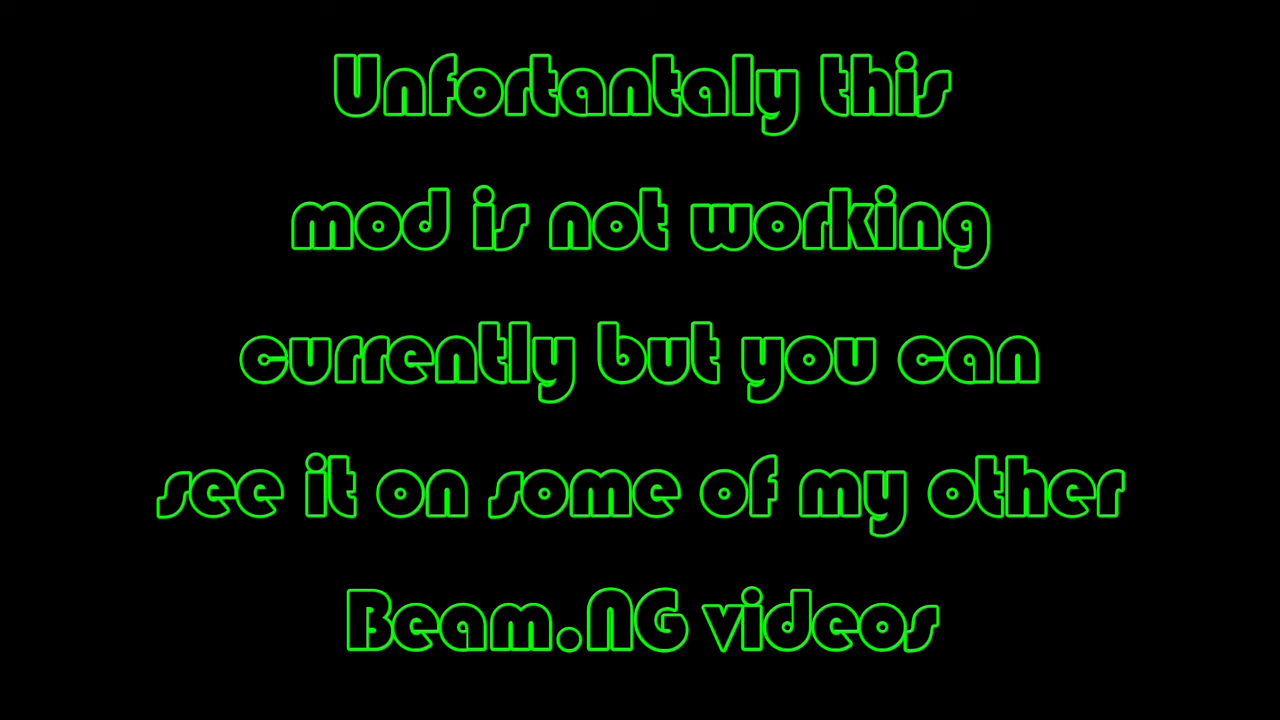 Unfortantaly this
mod is not working
currently but you can
see it on some of my other
Beam.NG videos